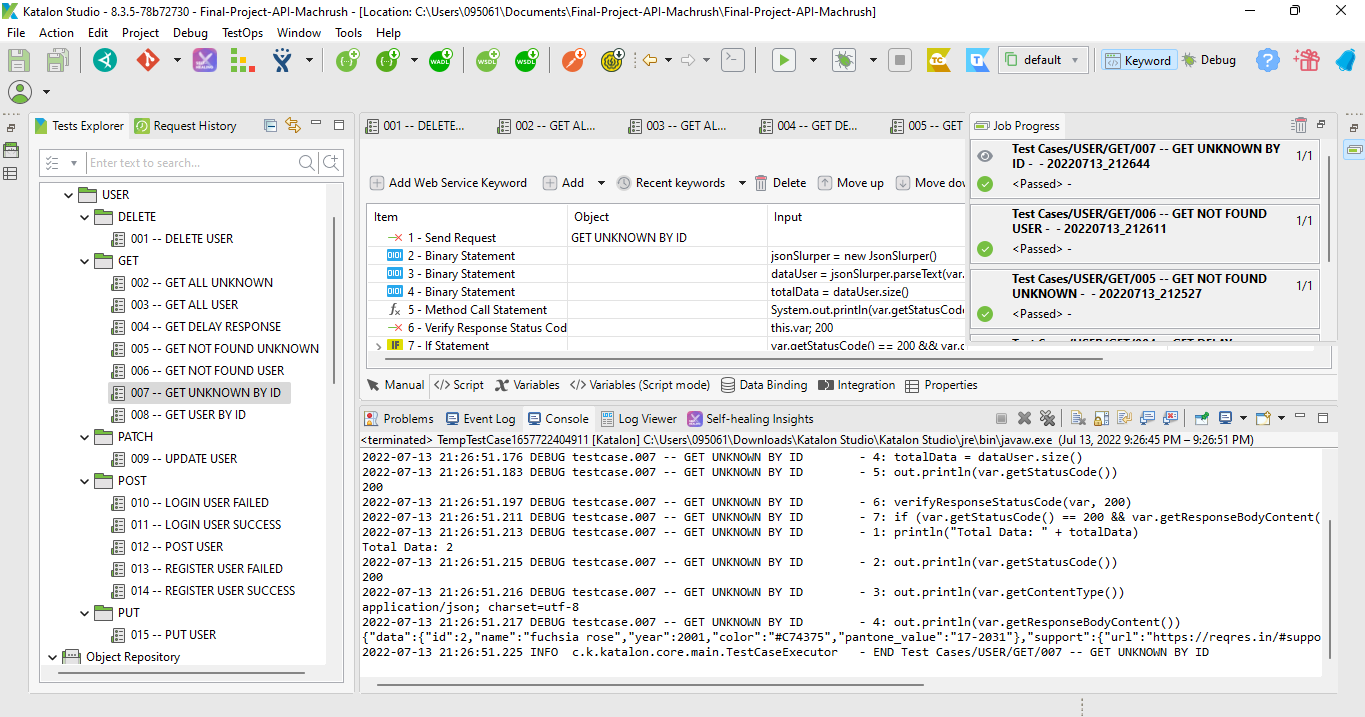 Katalon Studio - 8.3.5-78b72730 - Final-Project-API-Machrush - [Location: C:\Users\095061\Documents\Final-Project-API-Machrush\Final-Project-API-Machrush]
File Action Edit Project Debug TestOps Window Tools Help
WADL WSDL WSDL TC T default Keyword Debug
Tests Explorer Request History
Enter text to search...
USER
DELETE
001 -- DELETE USER
GET
002 -- GET ALL UNKNOWN
003 -- GET ALL USER
004 -- GET DELAY RESPONSE
005 -- GET NOT FOUND UNKNOWN
006 -- GET NOT FOUND USER
007 -- GET UNKNOWN BY ID
008 -- GET USER BY ID
PATCH
009 -- UPDATE USER
POST
010 -- LOGIN USER FAILED
011 -- LOGIN USER SUCCESS
012 -- POST USER
013 -- REGISTER USER FAILED
014 -- REGISTER USER SUCCESS
PUT
015 -- PUT USER
Object Repository
001 -- DELETE... 002 -- GET AL... 003 -- GET AL... 004 -- GET DE... 005 -- GET
Add Web Service Keyword Add Recent keywords Delete Move up Move dow
Item Object Input
1 - Send Request GET UNKNOWN BY ID
2 - Binary Statement jsonSlurper = new JsonSlurper()
3 - Binary Statement dataUser = jsonSlurper.parseText(var.
4 - Binary Statement totalData = dataUser.size()
5 - Method Call Statement System.out.println(var.getStatusCode
6 - Verify Response Status Cod this.var; 200
7 - If Statement var.getStatusCode() == 200 && var.c
Job Progress
Test Cases/USER/GET/007 -- GET UNKNOWN BY
ID - - 20220713_212644 1/1
<Passed> -
Test Cases/USER/GET/006 -- GET NOT FOUND
USER - - 20220713_212611 1/1
<Passed> -
Test Cases/USER/GET/005 -- GET NOT FOUND
UNKNOWN - - 20220713_212527 1/1
<Passed> -
Manual Script Variables Variables (Script mode) Data Binding Integration Properties
Problems Event Log Console Log Viewer Self-healing Insights
<terminated> TempTestCase1657722404911 [Katalon] C:\Users\095061\Downloads\Katalon Studio\Katalon Studio\jre\bin\javaw.exe (Jul 13, 2022 9:26:45 PM – 9:26:51 PM)
2022-07-13 21:26:51.176 DEBUG testcase.007 -- GET UNKNOWN BY ID - 4: totalData = dataUser.size()
2022-07-13 21:26:51.183 DEBUG testcase.007 -- GET UNKNOWN BY ID - 5: out.println(var.getStatusCode())
200
2022-07-13 21:26:51.197 DEBUG testcase.007 -- GET UNKNOWN BY ID - 6: verifyResponseStatusCode(var, 200)
2022-07-13 21:26:51.211 DEBUG testcase.007 -- GET UNKNOWN BY ID - 7: if (var.getStatusCode() == 200 && var.getResponseBodyContent(
2022-07-13 21:26:51.213 DEBUG testcase.007 -- GET UNKNOWN BY ID - 1: println("Total Data: " + totalData)
Total Data: 2
2022-07-13 21:26:51.215 DEBUG testcase.007 -- GET UNKNOWN BY ID - 2: out.println(var.getStatusCode())
200
2022-07-13 21:26:51.216 DEBUG testcase.007 -- GET UNKNOWN BY ID - 3: out.println(var.getContentType())
application/json; charset=utf-8
2022-07-13 21:26:51.217 DEBUG testcase.007 -- GET UNKNOWN BY ID - 4: out.println(var.getResponseBodyContent())
{"data":{"id":2,"name":"fuchsia rose","year":2001,"color":"#C74375","pantone_value":"17-2031"},"support":{"url":"https://reqres.in/#suppo
2022-07-13 21:26:51.225 INFO c.k.katalon.core.main.TestCaseExecutor - END Test Cases/USER/GET/007 -- GET UNKNOWN BY ID